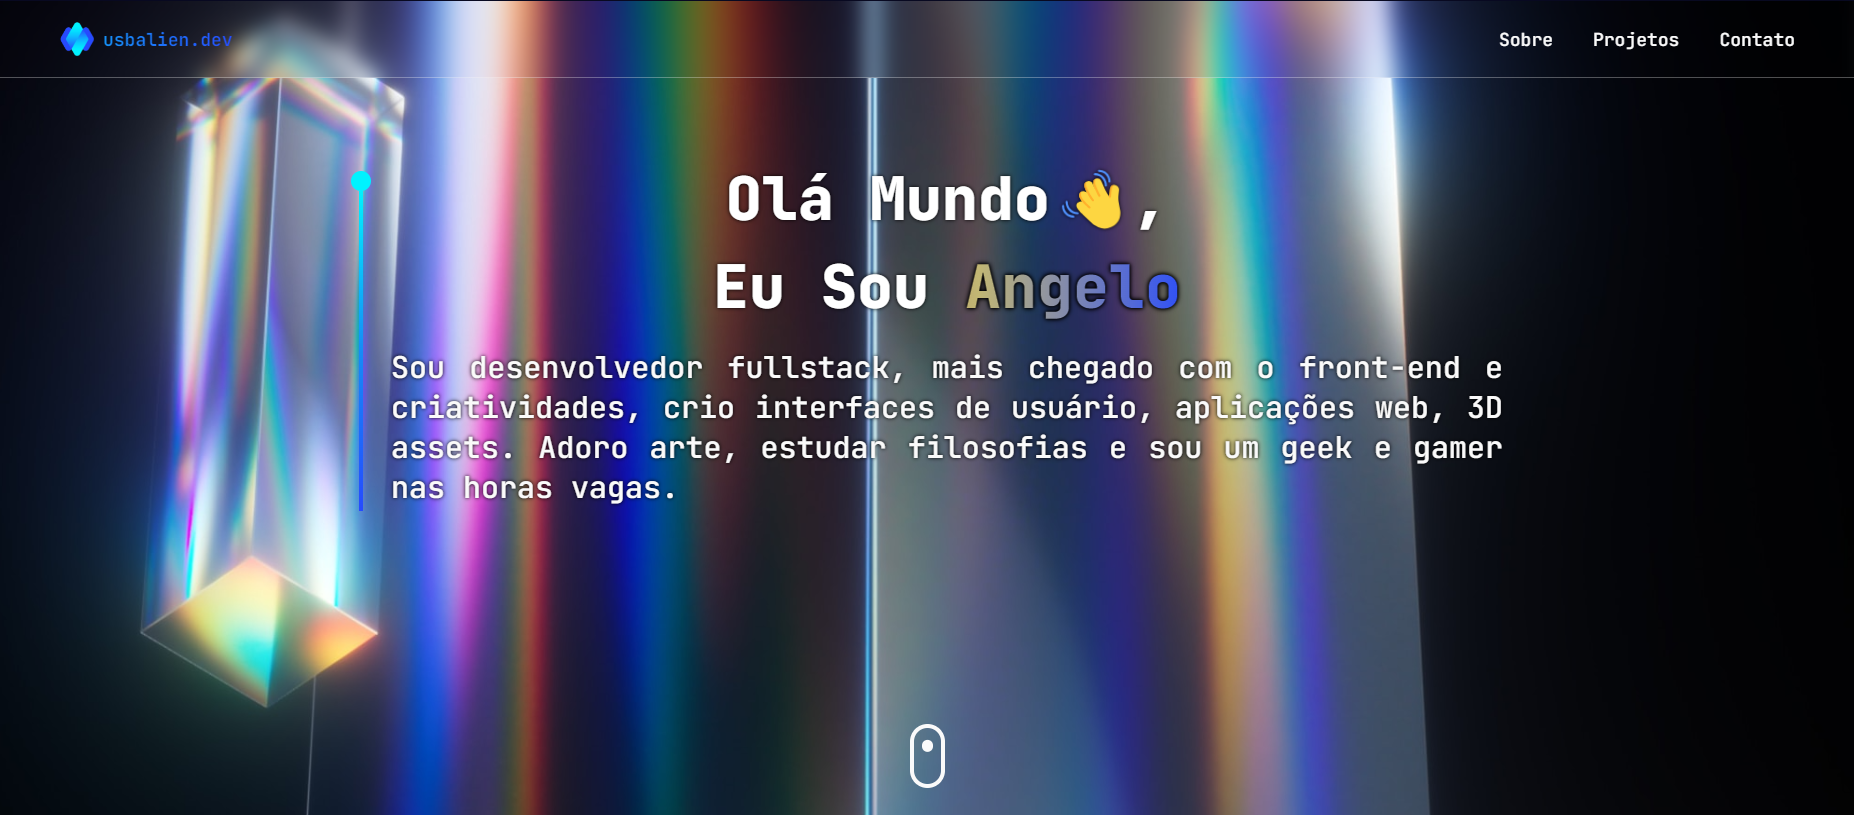 usbalien.dev
Sobre Projetos Contato
Olá Mundo👋,
Eu Sou Angelo
Sou desenvolvedor fullstack, mais chegado com o front-end e
criatividades, crio interfaces de usuário, aplicações web, 3D
assets. Adoro arte, estudar filosofias e sou um geek e gamer
nas horas vagas.